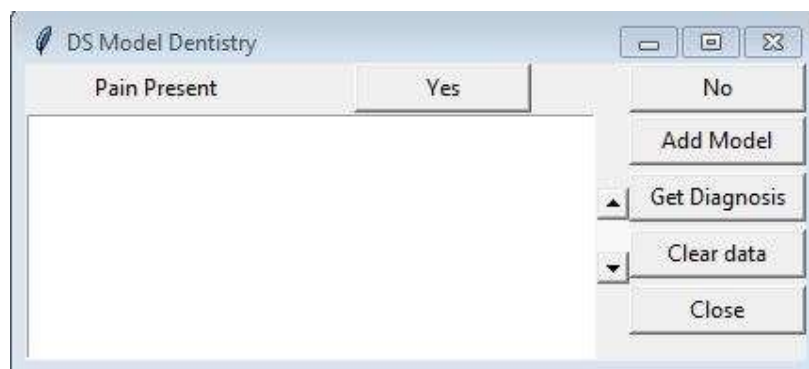 DS Model Dentistry
Pain Present Yes No
Add Model
Get Diagnosis
Clear data
Close